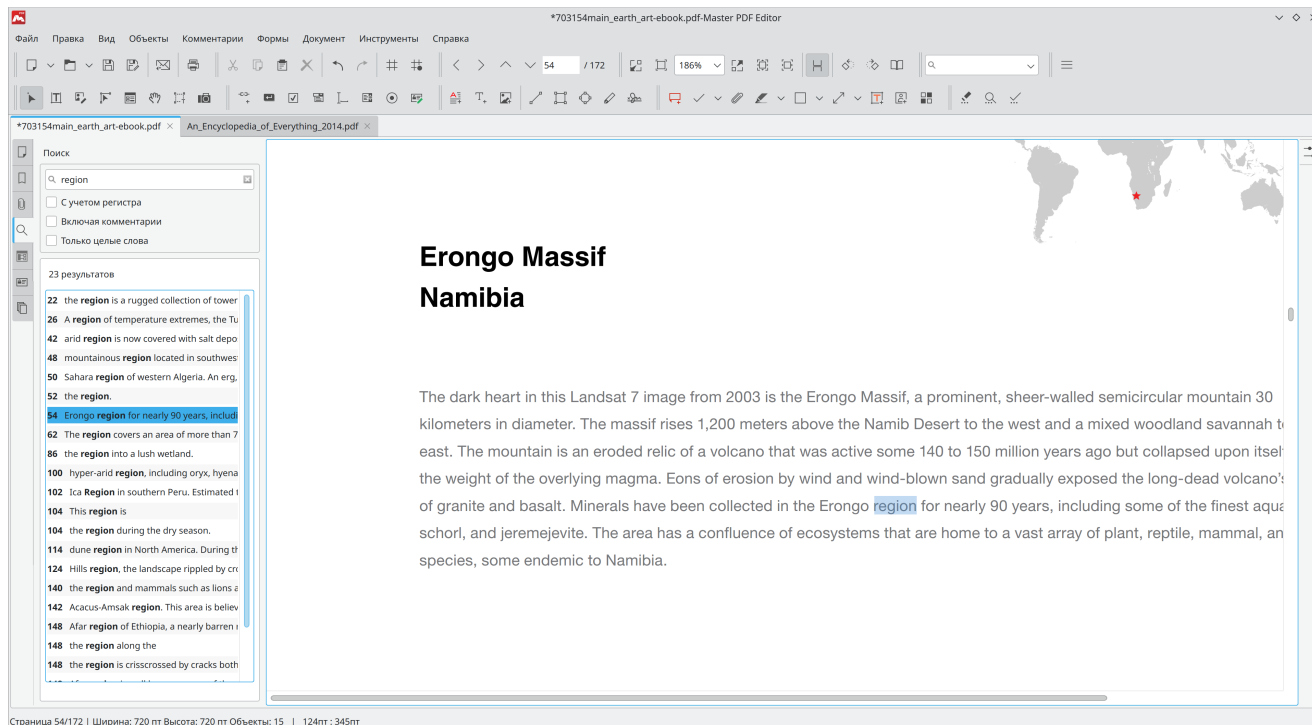 *703154main_earth_art-ebook.pdf-Master PDF Editor
Файл Правка Вид Объекты Комментарии Формы Документ Инструменты Справка
54 / 172 186%
*703154main_earth_art-ebook.pdf An_Encyclopedia_of_Everything_2014.pdf
Поиск
region
С учетом регистра
Включая комментарии
Только целые слова
23 результатов
22 the region is a rugged collection of tower
26 A region of temperature extremes, the Tu
42 arid region is now covered with salt depo
48 mountainous region located in southwes
50 Sahara region of western Algeria. An erg,
52 the region.
54 Erongo region for nearly 90 years, includi
62 The region covers an area of more than 7
86 the region into a lush wetland.
100 hyper-arid region, including oryx, hyena
102 Ica Region in southern Peru. Estimated
104 This region is
104 the region during the dry season.
114 dune region in North America. During th
124 Hills region, the landscape rippled by cro
140 the region and mammals such as lions a
142 Acacus-Amsak region. This area is believ
148 Afar region of Ethiopia, a nearly barren
148 the region along the
148 the region is crisscrossed by cracks both
Erongo Massif
Namibia
The dark heart in this Landsat 7 image from 2003 is the Erongo Massif, a prominent, sheer-walled semicircular mountain 30
kilometers in diameter. The massif rises 1,200 meters above the Namib Desert to the west and a mixed woodland savannah
east. The mountain is an eroded relic of a volcano that was active some 140 to 150 million years ago but collapsed upon itsel
the weight of the overlying magma. Eons of erosion by wind and wind-blown sand gradually exposed the long-dead volcano's
of granite and basalt. Minerals have been collected in the Erongo region for nearly 90 years, including some of the finest aqua
schorl, and jeremejevite. The area has a confluence of ecosystems that are home to a vast array of plant, reptile, mammal, an
species, some endemic to Namibia.
Страница 54/172 | Ширина: 720 пт Высота: 720 пт Объекты: 15 | 124пт : 345пт